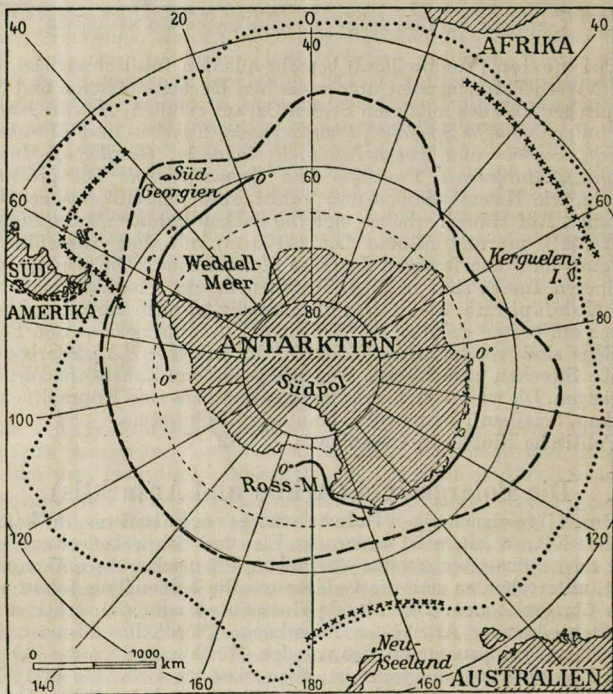 20
0
20
40
40
40
AFRIKA
60
Süd-
Georgien
0°
60
60
Kerguelen
I.
SÜD-
AMERIKA
Weddell-
Meer
80
80
ANTARKTIEN
Südpol
0°
0°
100
100
0°
Ross-M.
120
120
0
1000
km
Neu-
Seeland
AUSTRALIEN
140
160
180
160